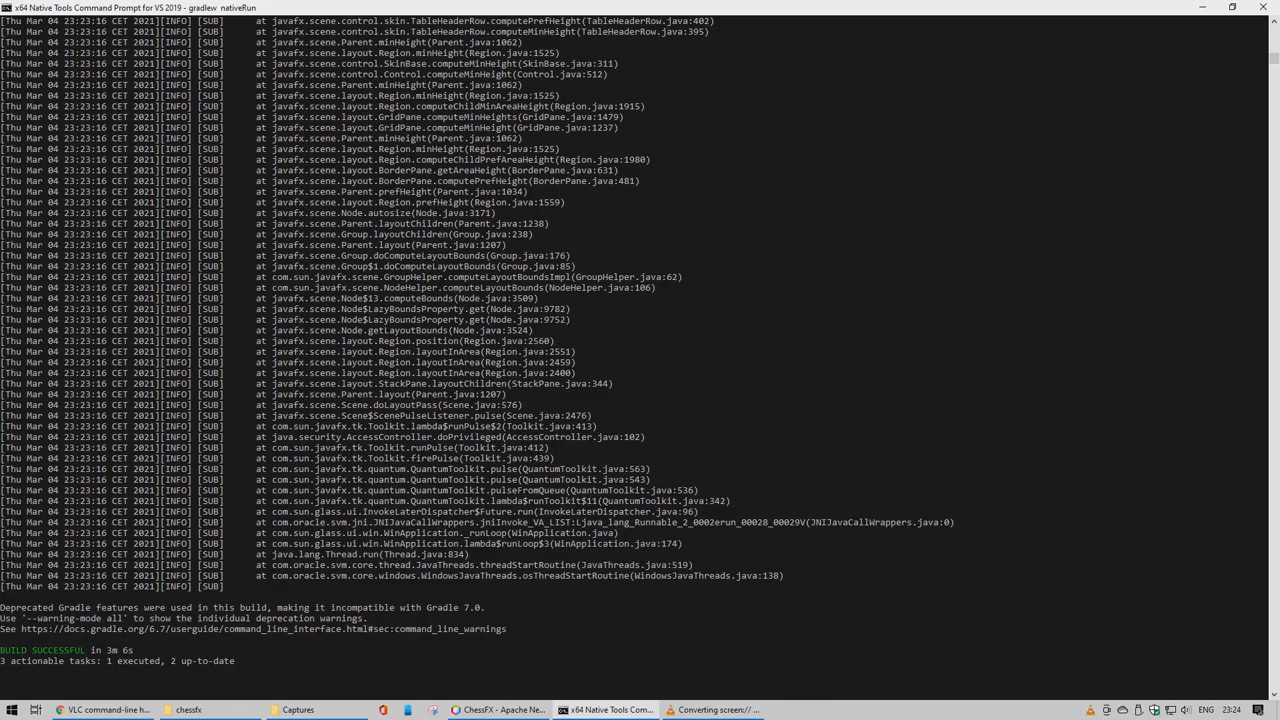 x64 Native Tools Command Prompt for VS 2019 - gradlew  nativeRun
[Thu Mar 04 23:23:16 CET 2021][INFO] [SUB]      at javafx.scene.control.skin.TableHeaderRow.computePrefHeight(TableHeaderRow.java:402)
[Thu Mar 04 23:23:16 CET 2021][INFO] [SUB]      at javafx.scene.control.skin.TableHeaderRow.computeMinHeight(TableHeaderRow.java:395)
[Thu Mar 04 23:23:16 CET 2021][INFO] [SUB]      at javafx.scene.Parent.minHeight(Parent.java:1062)
[Thu Mar 04 23:23:16 CET 2021][INFO] [SUB]      at javafx.scene.layout.Region.minHeight(Region.java:1525)
[Thu Mar 04 23:23:16 CET 2021][INFO] [SUB]      at javafx.scene.control.SkinBase.computeMinHeight(SkinBase.java:311)
[Thu Mar 04 23:23:16 CET 2021][INFO] [SUB]      at javafx.scene.control.Control.computeMinHeight(Control.java:512)
[Thu Mar 04 23:23:16 CET 2021][INFO] [SUB]      at javafx.scene.Parent.minHeight(Parent.java:1062)
[Thu Mar 04 23:23:16 CET 2021][INFO] [SUB]      at javafx.scene.layout.Region.minHeight(Region.java:1525)
[Thu Mar 04 23:23:16 CET 2021][INFO] [SUB]      at javafx.scene.layout.Region.computeChildMinAreaHeight(Region.java:1915)
[Thu Mar 04 23:23:16 CET 2021][INFO] [SUB]      at javafx.scene.layout.GridPane.computeMinHeights(GridPane.java:1479)
[Thu Mar 04 23:23:16 CET 2021][INFO] [SUB]      at javafx.scene.layout.GridPane.computeMinHeight(GridPane.java:1237)
[Thu Mar 04 23:23:16 CET 2021][INFO] [SUB]      at javafx.scene.Parent.minHeight(Parent.java:1062)
[Thu Mar 04 23:23:16 CET 2021][INFO] [SUB]      at javafx.scene.layout.Region.minHeight(Region.java:1525)
[Thu Mar 04 23:23:16 CET 2021][INFO] [SUB]      at javafx.scene.layout.Region.computeChildPrefAreaHeight(Region.java:1980)
[Thu Mar 04 23:23:16 CET 2021][INFO] [SUB]      at javafx.scene.layout.BorderPane.getAreaHeight(BorderPane.java:631)
[Thu Mar 04 23:23:16 CET 2021][INFO] [SUB]      at javafx.scene.layout.BorderPane.computePrefHeight(BorderPane.java:481)
[Thu Mar 04 23:23:16 CET 2021][INFO] [SUB]      at javafx.scene.Parent.prefHeight(Parent.java:1034)
[Thu Mar 04 23:23:16 CET 2021][INFO] [SUB]      at javafx.scene.layout.Region.prefHeight(Region.java:1559)
[Thu Mar 04 23:23:16 CET 2021][INFO] [SUB]      at javafx.scene.Node.autosize(Node.java:3171)
[Thu Mar 04 23:23:16 CET 2021][INFO] [SUB]      at javafx.scene.Parent.layoutChildren(Parent.java:1238)
[Thu Mar 04 23:23:16 CET 2021][INFO] [SUB]      at javafx.scene.Group.layoutChildren(Group.java:238)
[Thu Mar 04 23:23:16 CET 2021][INFO] [SUB]      at javafx.scene.Parent.layout(Parent.java:1207)
[Thu Mar 04 23:23:16 CET 2021][INFO] [SUB]      at javafx.scene.Group.doComputeLayoutBounds(Group.java:176)
[Thu Mar 04 23:23:16 CET 2021][INFO] [SUB]      at javafx.scene.Group$1.doComputeLayoutBounds(Group.java:85)
[Thu Mar 04 23:23:16 CET 2021][INFO] [SUB]      at com.sun.javafx.scene.GroupHelper.computeLayoutBoundsImpl(GroupHelper.java:62)
[Thu Mar 04 23:23:16 CET 2021][INFO] [SUB]      at com.sun.javafx.scene.NodeHelper.computeLayoutBounds(NodeHelper.java:106)
[Thu Mar 04 23:23:16 CET 2021][INFO] [SUB]      at javafx.scene.Node$13.computeBounds(Node.java:3509)
[Thu Mar 04 23:23:16 CET 2021][INFO] [SUB]      at javafx.scene.Node$LazyBoundsProperty.get(Node.java:9782)
[Thu Mar 04 23:23:16 CET 2021][INFO] [SUB]      at javafx.scene.Node$LazyBoundsProperty.get(Node.java:9752)
[Thu Mar 04 23:23:16 CET 2021][INFO] [SUB]      at javafx.scene.Node.getLayoutBounds(Node.java:3524)
[Thu Mar 04 23:23:16 CET 2021][INFO] [SUB]      at javafx.scene.layout.Region.position(Region.java:2560)
[Thu Mar 04 23:23:16 CET 2021][INFO] [SUB]      at javafx.scene.layout.Region.layoutInArea(Region.java:2551)
[Thu Mar 04 23:23:16 CET 2021][INFO] [SUB]      at javafx.scene.layout.Region.layoutInArea(Region.java:2459)
[Thu Mar 04 23:23:16 CET 2021][INFO] [SUB]      at javafx.scene.layout.Region.layoutInArea(Region.java:2400)
[Thu Mar 04 23:23:16 CET 2021][INFO] [SUB]      at javafx.scene.layout.StackPane.layoutChildren(StackPane.java:344)
[Thu Mar 04 23:23:16 CET 2021][INFO] [SUB]      at javafx.scene.Parent.layout(Parent.java:1207)
[Thu Mar 04 23:23:16 CET 2021][INFO] [SUB]      at javafx.scene.Scene.doLayoutPass(Scene.java:576)
[Thu Mar 04 23:23:16 CET 2021][INFO] [SUB]      at javafx.scene.Scene$ScenePulseListener.pulse(Scene.java:2476)
[Thu Mar 04 23:23:16 CET 2021][INFO] [SUB]      at com.sun.javafx.tk.Toolkit.lambda$runPulse$2(Toolkit.java:413)
[Thu Mar 04 23:23:16 CET 2021][INFO] [SUB]      at java.security.AccessController.doPrivileged(AccessController.java:102)
[Thu Mar 04 23:23:16 CET 2021][INFO] [SUB]      at com.sun.javafx.tk.Toolkit.runPulse(Toolkit.java:412)
[Thu Mar 04 23:23:16 CET 2021][INFO] [SUB]      at com.sun.javafx.tk.Toolkit.firePulse(Toolkit.java:439)
[Thu Mar 04 23:23:16 CET 2021][INFO] [SUB]      at com.sun.javafx.tk.quantum.QuantumToolkit.pulse(QuantumToolkit.java:563)
[Thu Mar 04 23:23:16 CET 2021][INFO] [SUB]      at com.sun.javafx.tk.quantum.QuantumToolkit.pulse(QuantumToolkit.java:543)
[Thu Mar 04 23:23:16 CET 2021][INFO] [SUB]      at com.sun.javafx.tk.quantum.QuantumToolkit.pulseFromQueue(QuantumToolkit.java:536)
[Thu Mar 04 23:23:16 CET 2021][INFO] [SUB]      at com.sun.javafx.tk.quantum.QuantumToolkit.lambda$runToolkit$11(QuantumToolkit.java:342)
[Thu Mar 04 23:23:16 CET 2021][INFO] [SUB]      at com.sun.glass.ui.InvokeLaterDispatcher$Future.run(InvokeLaterDispatcher.java:96)
[Thu Mar 04 23:23:16 CET 2021][INFO] [SUB]      at com.oracle.svm.jni.JNIJavaCallWrappers.jniInvoke_VA_LIST:Ljava_lang_Runnable_2_0002erun_00028_00029V(JNIJavaCallWrappers.java:0)
[Thu Mar 04 23:23:16 CET 2021][INFO] [SUB]      at com.sun.glass.ui.win.WinApplication._runLoop(WinApplication.java)
[Thu Mar 04 23:23:16 CET 2021][INFO] [SUB]      at com.sun.glass.ui.win.WinApplication.lambda$runLoop$3(WinApplication.java:174)
[Thu Mar 04 23:23:16 CET 2021][INFO] [SUB]      at java.lang.Thread.run(Thread.java:834)
[Thu Mar 04 23:23:16 CET 2021][INFO] [SUB]      at com.oracle.svm.core.thread.JavaThreads.threadStartRoutine(JavaThreads.java:519)
[Thu Mar 04 23:23:16 CET 2021][INFO] [SUB]      at com.oracle.svm.core.windows.WindowsJavaThreads.osThreadStartRoutine(WindowsJavaThreads.java:138)
[Thu Mar 04 23:23:16 CET 2021][INFO] [SUB]
Deprecated Gradle features were used in this build, making it incompatible with Gradle 7.0.
Use '--warning-mode all' to show the individual deprecation warnings.
See https://docs.gradle.org/6.7/userguide/command_line_interface.html#sec:command_line_warnings
BUILD SUCCESSFUL in 3m 6s
3 actionable tasks: 1 executed, 2 up-to-date
VLC command-line h... chessfx Captures ChessFX - Apache Ne... x64 Native Tools Com... Converting screen:// ... ENG 23:24